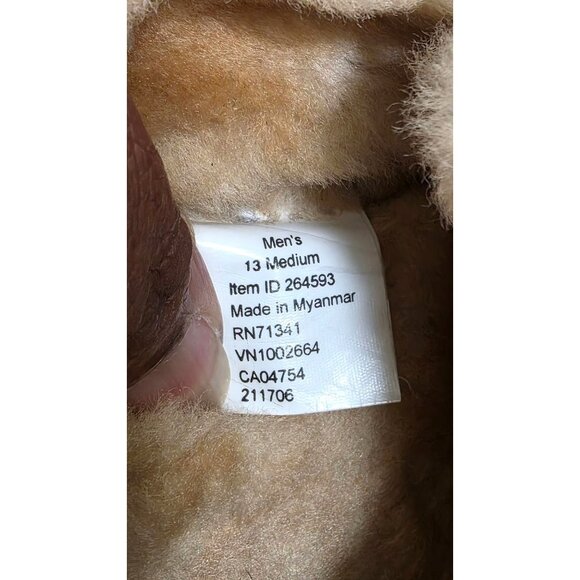 Men's
13 Medium
Item ID 264593
Made in Myanmar
RN71341
VN1002664
CA04754
211706